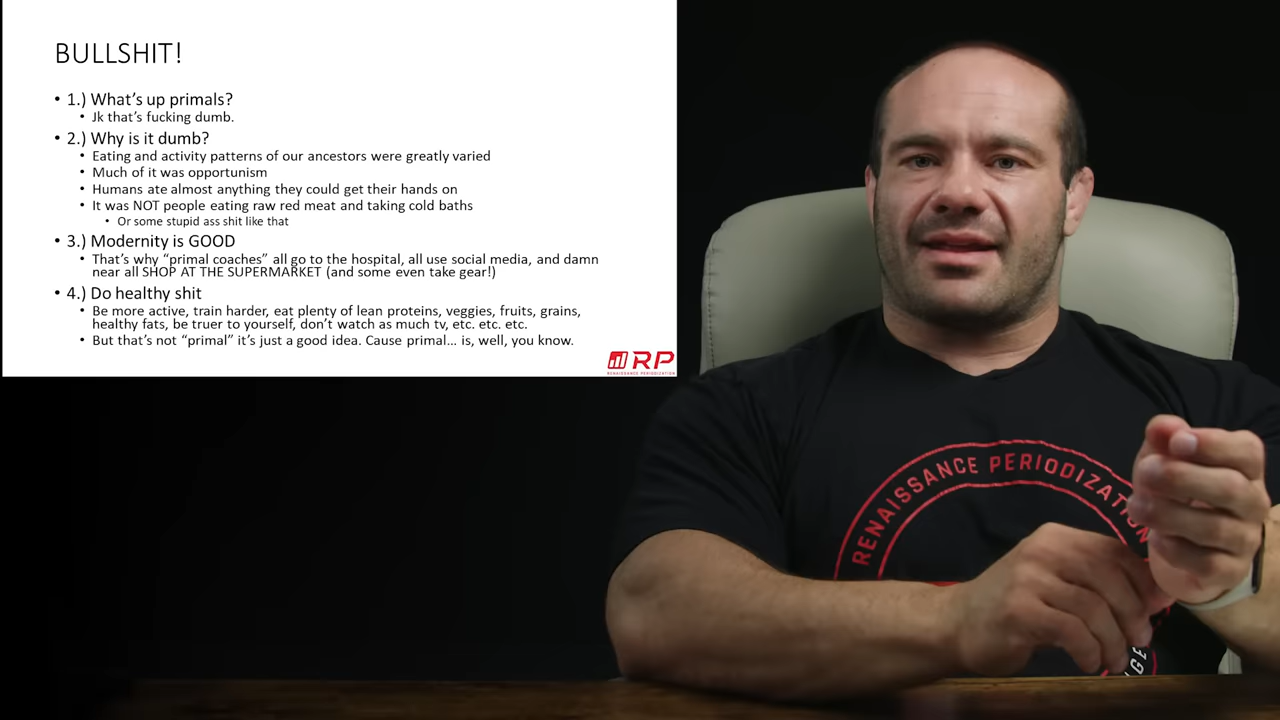 BULLSHIT!
• 1.) What's up primals?
• Jk that's fucking dumb.
• 2.) Why is it dumb?
• Eating and activity patterns of our ancestors were greatly varied
• Much of it was opportunism
• Humans ate almost anything they could get their hands on
• It was NOT people eating raw red meat and taking cold baths
• Or some stupid ass shit like that
• 3.) Modernity is GOOD
• That's why “primal coaches” all go to the hospital, all use social media, and damn
near all SHOP AT THE SUPERMARKET (and some even take gear!)
• 4.) Do healthy shit
• Be more active, train harder, eat plenty of lean proteins, veggies, fruits, grains,
healthy fats, be truer to yourself, don't watch as much tv, etc. etc. etc.
• But that's not “primal” it's just a good idea. Cause primal... is, well, you know.
RP
RENAISSANCE PERIODIZATION
RENAISSANCE PERIODIZATION